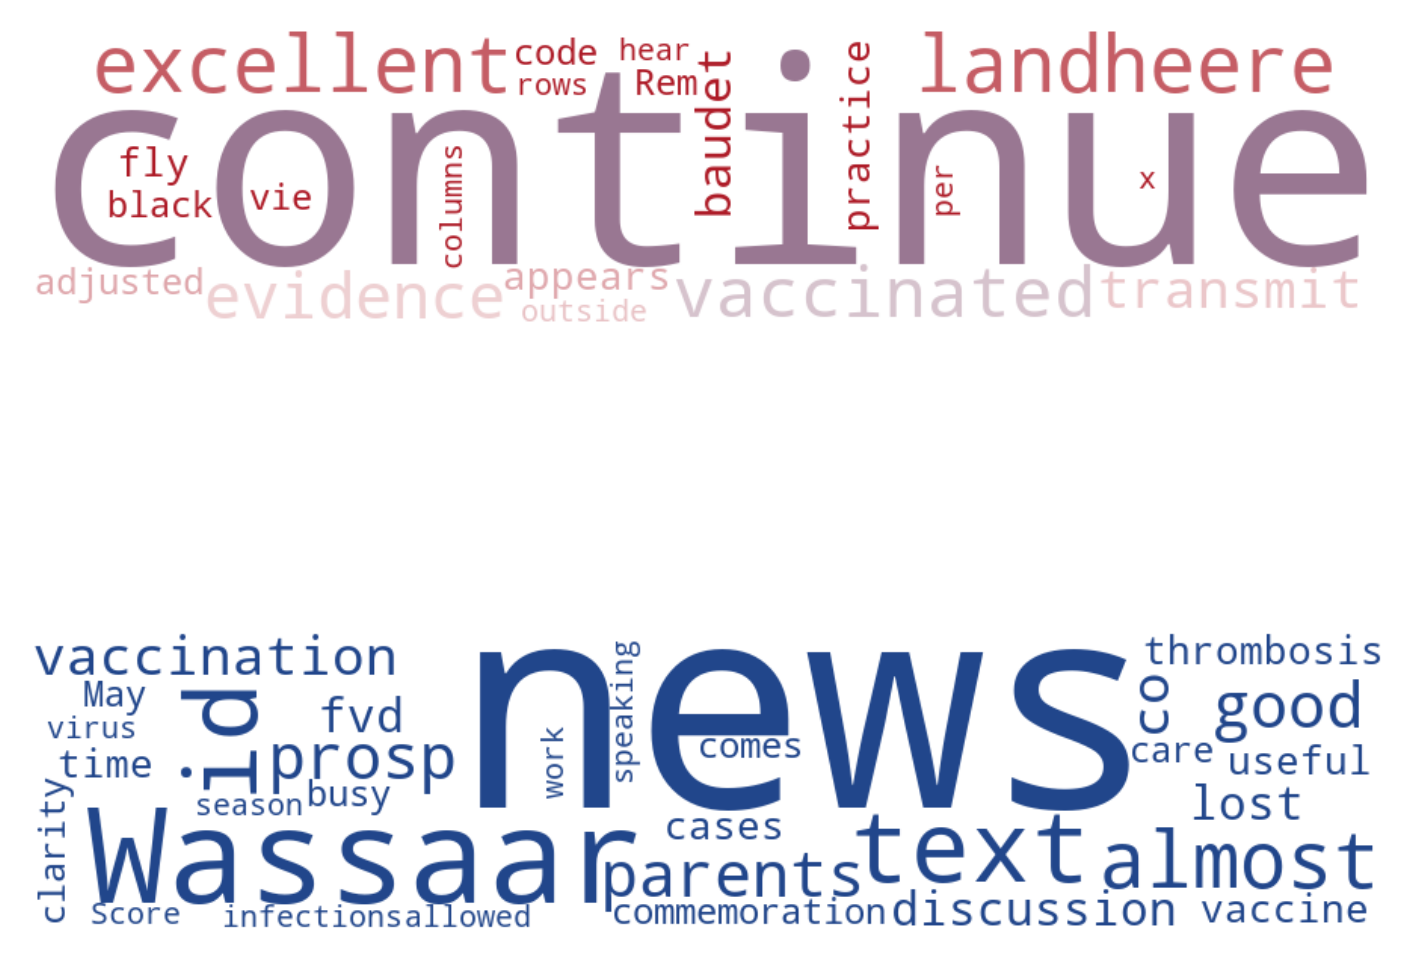 excellent
code
hear
landheere
rows
Rem
baudet
practice
continue
fly
black
vie
columns
per
x
adjusted
evidence
appears
outside
vaccinated
transmit
vaccination
news
speaking
thrombosis
May
id
fvd
co
good
virus
time
prosp
work
comes
care
useful
season
busy
lost
clarity
Wassaar
cases
text
almost
parents
Score
infections
allowed
commemoration
discussion
vaccine